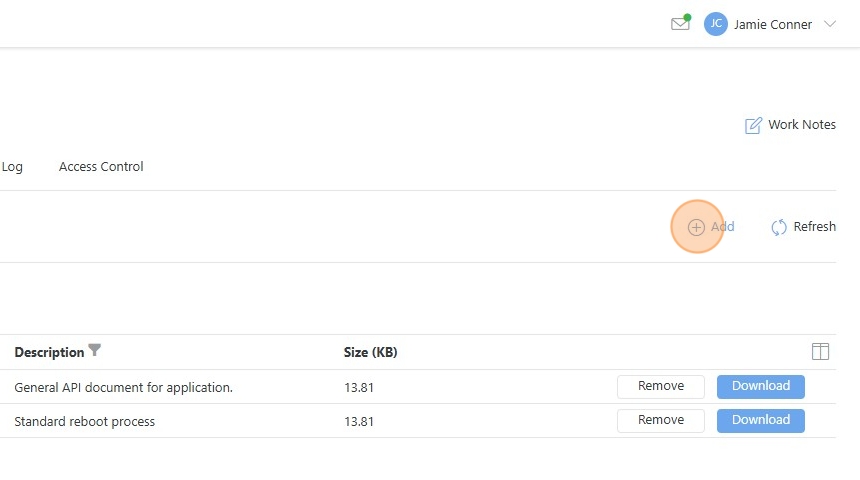 JC Jamie Conner
Work Notes
Log Access Control
Add Refresh
Description Size (KB)
General API document for application. 13.81 Remove Download
Standard reboot process 13.81 Remove Download